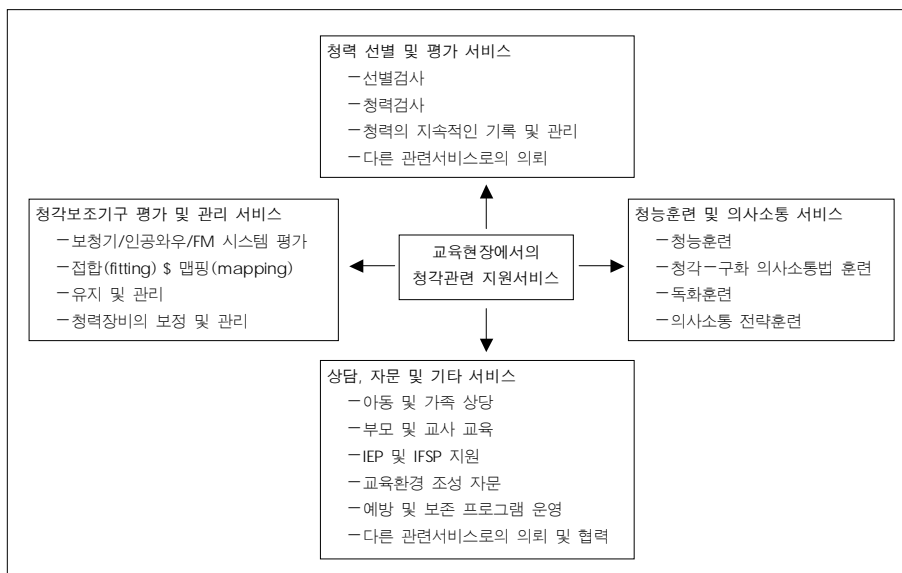 청력 선별 및 평가 서비스
－선별검사
－청력검사
－청력의 지속적인 기록 및 관리
－다른 관련서비스로의 의뢰
청각보조기구 평가 및 관리 서비스
－보청기/인공와우/FM 시스템 평가
－접합(fitting) $ 맵핑(mapping)
－유지 및 관리
－청력장비의 보정 및 관리
교육현장에서의
청각관련 지원서비스
청능훈련 및 의사소통 서비스
－청능훈련
－청각－구화 의사소통법 훈련
－독화훈련
－의사소통 전략훈련
상담, 자문 및 기타 서비스
－아동 및 가족 상당
－부모 및 교사 교육
－IEP 및 IFSP 지원
－교육환경 조성 자문
－예방 및 보존 프로그램 운영
－다른 관련서비스로의 의뢰 및 협력